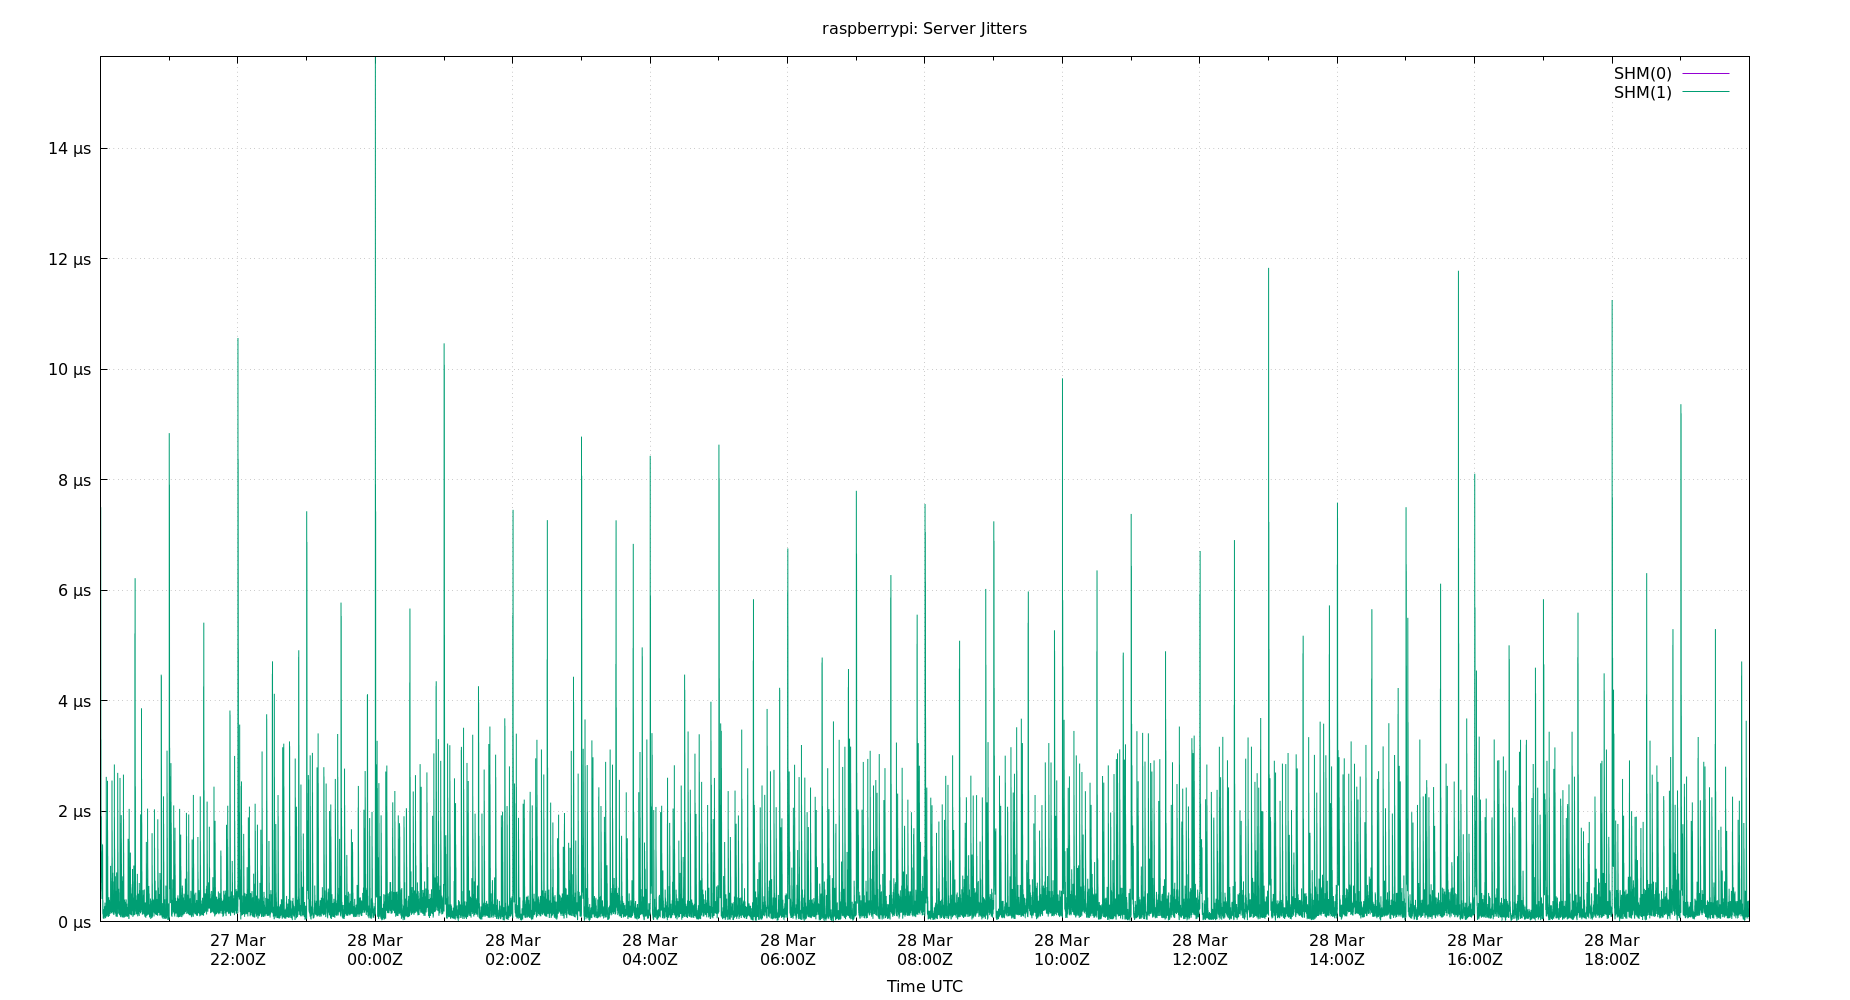 raspberrypi: Server Jitters
SHM(0)
SHM(1)
14 µs
12 µs
10 µs
8 µs
6 µs
4 µs
2 µs
0 µs
27 Mar 28 Mar 28 Mar 28 Mar 28 Mar 28 Mar 28 Mar 28 Mar 28 Mar 28 Mar 28 Mar
22:00Z 00:00Z 02:00Z 04:00Z 06:00Z 08:00Z 10:00Z 12:00Z 14:00Z 16:00Z 18:00Z
Time UTC